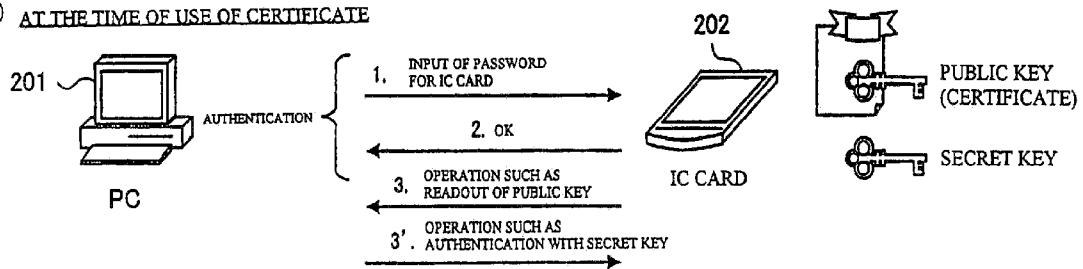 ) AT THE TIME OF USE OF CERTIFICATE
201
202
AUTHENTICATION
1. INPUT OF PASSWORD
FOR IC CARD
2. OK
3. OPERATION SUCH AS
READOUT OF PUBLIC KEY
3'. OPERATION SUCH AS
AUTHENTICATION WITH SECRET KEY
PC
IC CARD
PUBLIC KEY
(CERTIFICATE)
SECRET KEY